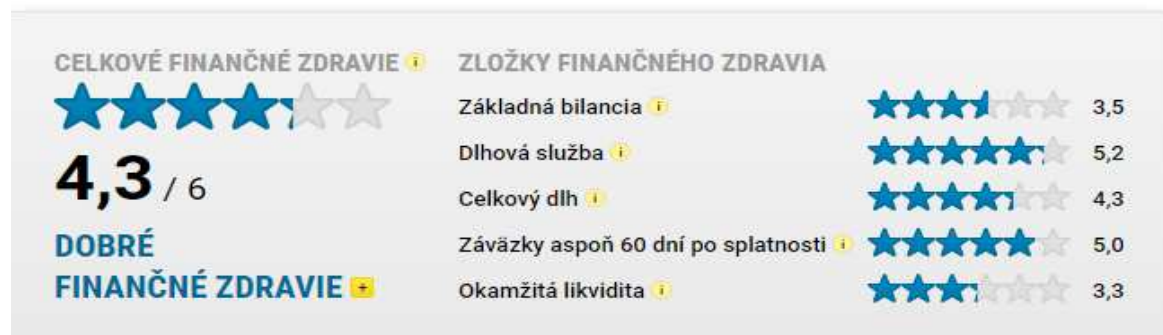 CELKOVÉ FINANČNÉ ZDRAVIE i
4,3 / 6
DOBRÉ
FINANČNÉ ZDRAVIE +
ZLOŽKY FINANČNÉHO ZDRAVIA
Základná bilancia i 3,5
Dlhová služba i 5,2
Celkový dlh i 4,3
Záväzky aspoň 60 dní po splatnosti i 5,0
Okamžitá likvidita i 3,3